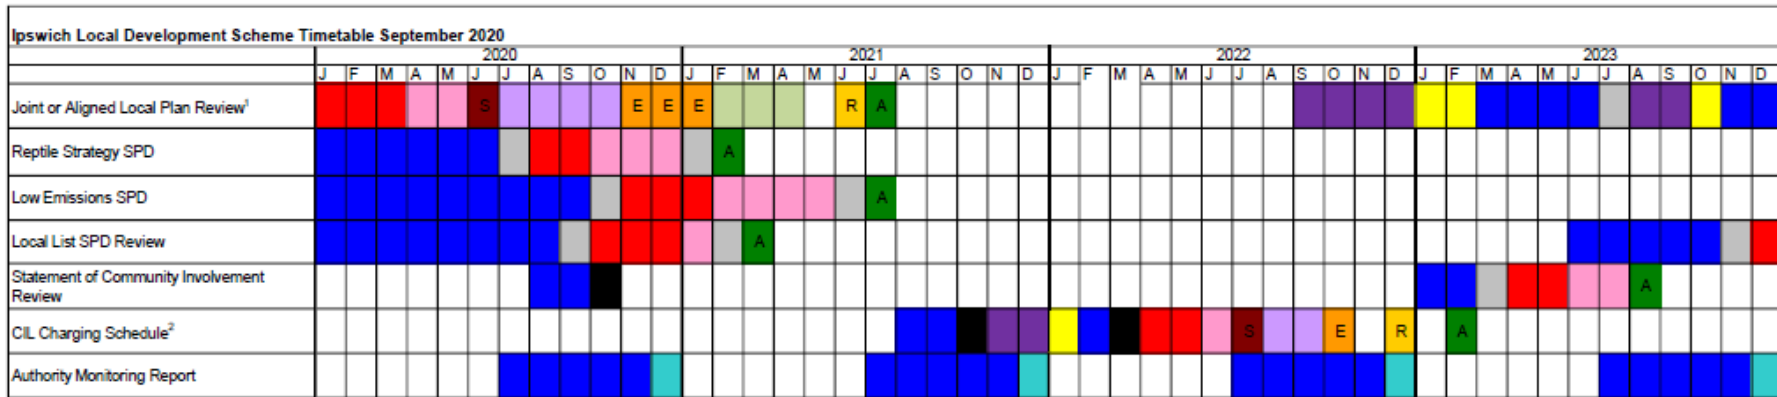 Ipswich Local Development Scheme Timetable September 2020
2020 2021 2022 2023
J F M A M J J A S O N D J F M A M J J A S O N D J F M A M J J A S O N D J F M A M J J A S O N D
Joint or Aligned Local Plan Review¹ S E E E R A
Reptile Strategy SPD A
Low Emissions SPD A
Local List SPD Review A
Statement of Community Involvement
Review A
CIL Charging Schedule² S E R A
Authority Monitoring Report